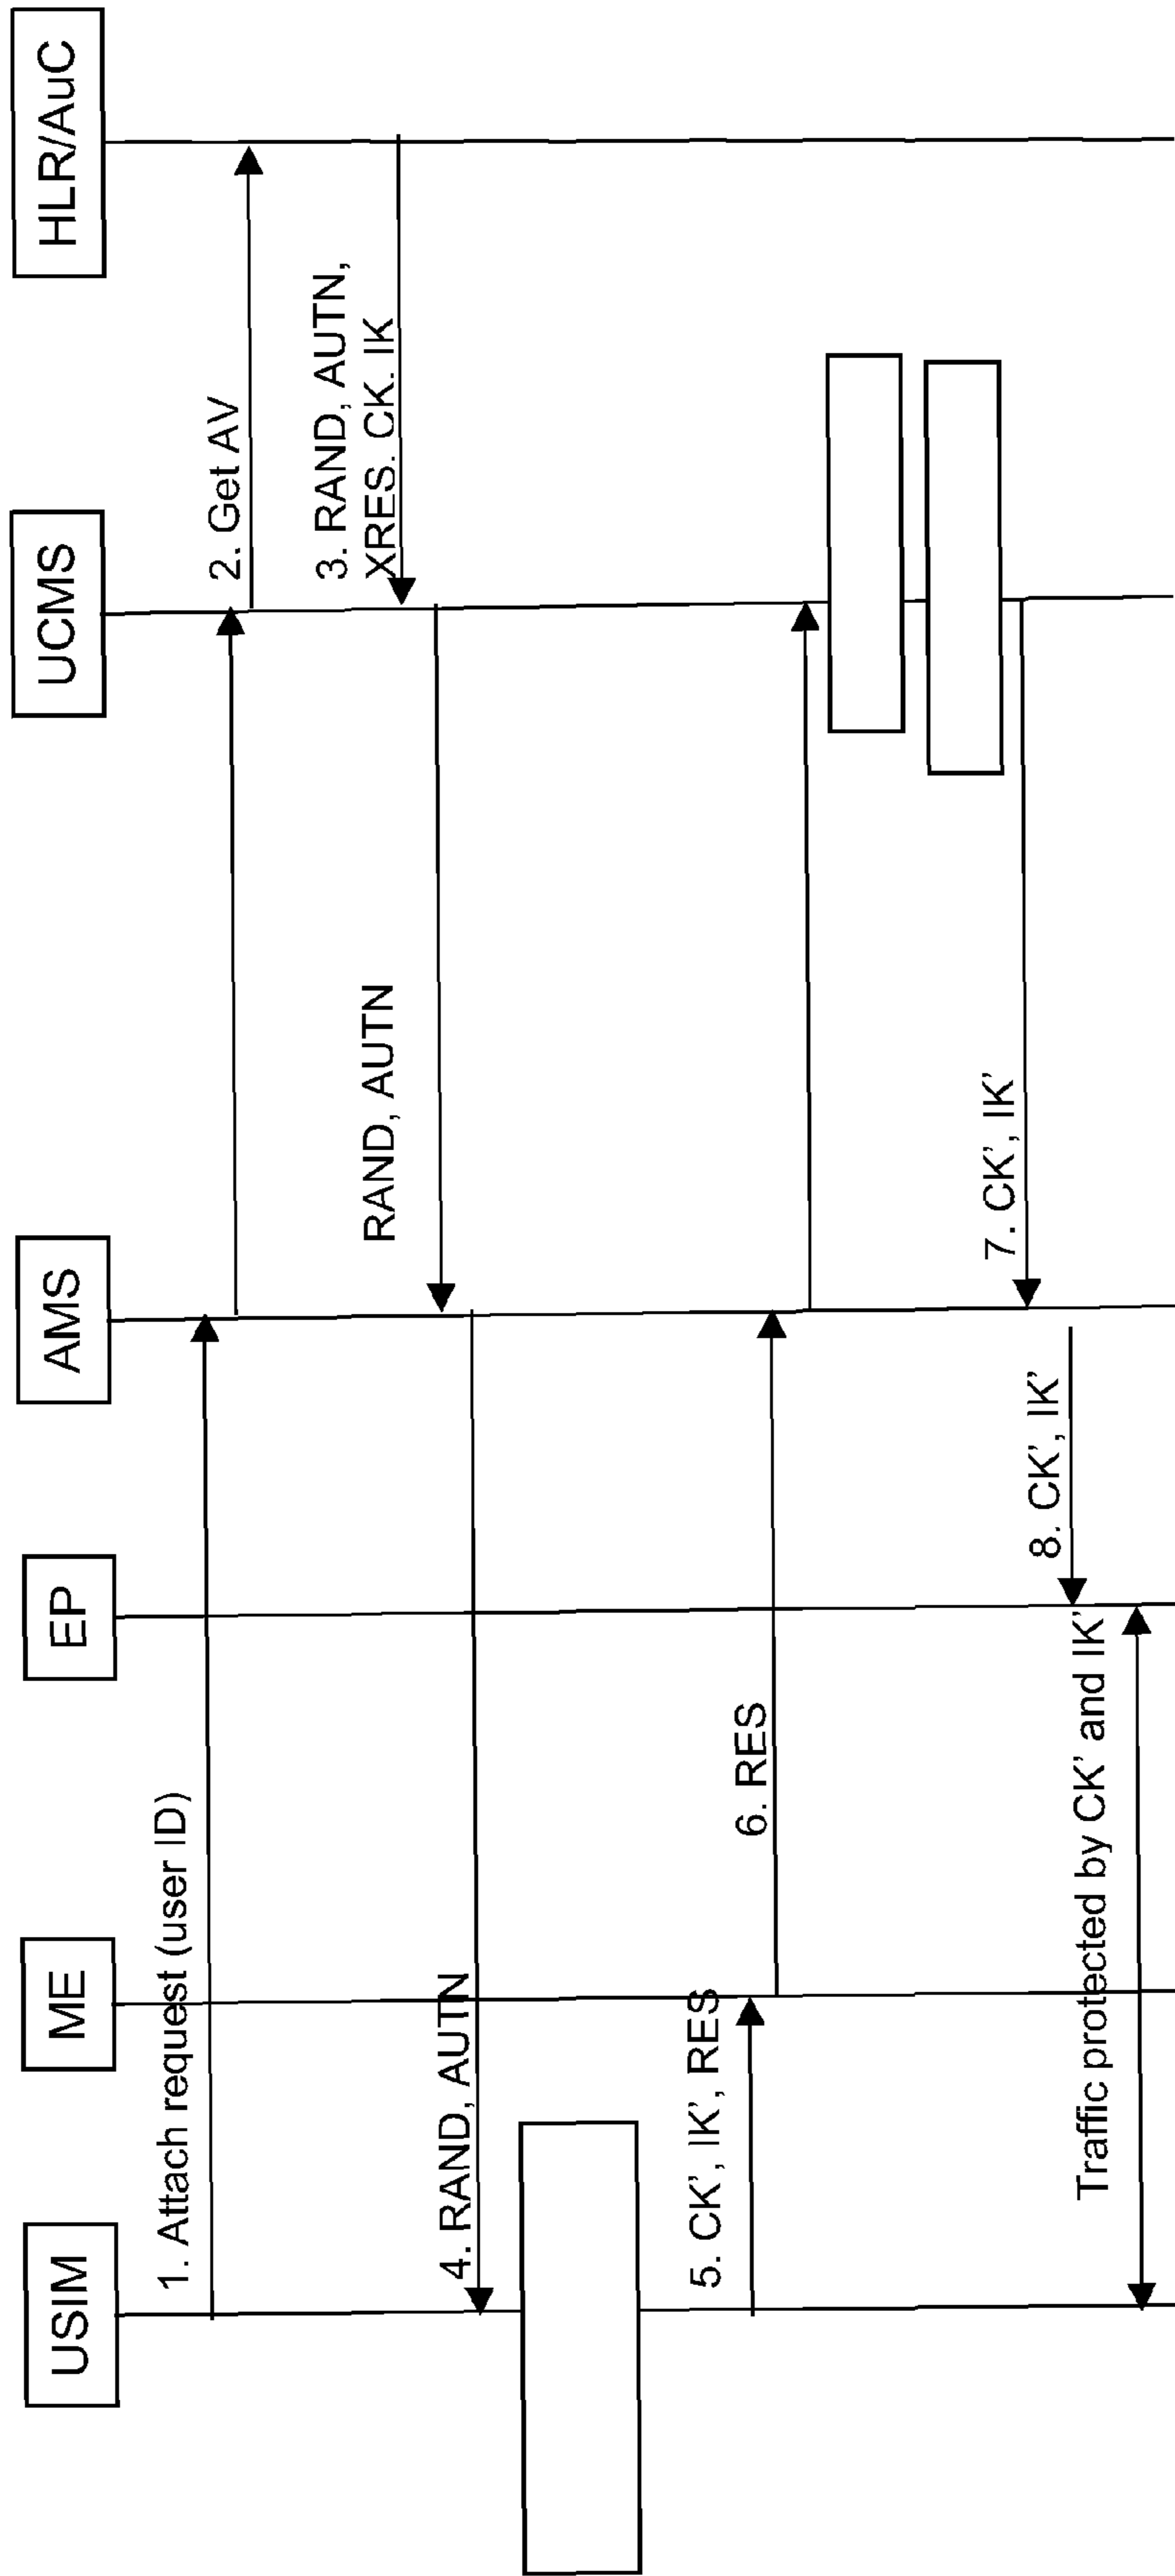 USIM
ME
EP
AMS
UCMS
HLR/AuC
1. Attach request (user ID)
2. Get AV
3. RAND, AUTN,
XRES. CK. IK
RAND, AUTN
4. RAND, AUTN
5. CK’, IK’, RES
6. RES
7. CK’, IK’
8. CK’, IK’
Traffic protected by CK’ and IK’